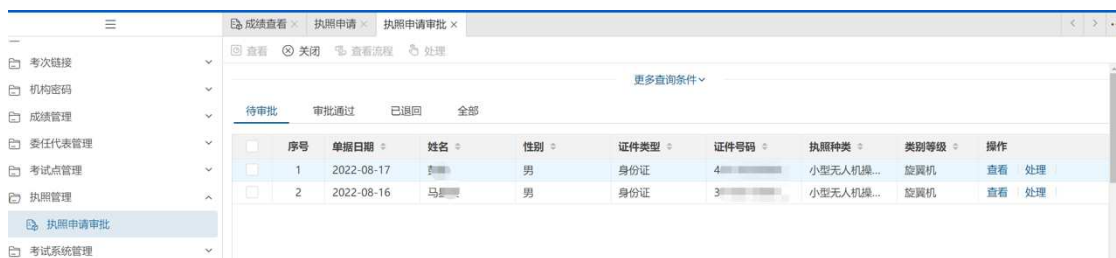 成绩查看 × 执照申请 × 执照申请审批 ×
查看 关闭 查看流程 处理
更多查询条件
考次链接
机构密码
成绩管理
委任代表管理
考试点管理
执照管理
执照申请审批
考试系统管理
待审批 审批通过 已退回 全部
序号 单据日期 姓名 性别 证件类型 证件号码 执照种类 类别等级 操作
1 2022-08-17 男 身份证 4 小型无人机操... 旋翼机 查看 处理
2 2022-08-16 马 男 身份证 3 小型无人机操... 旋翼机 查看 处理